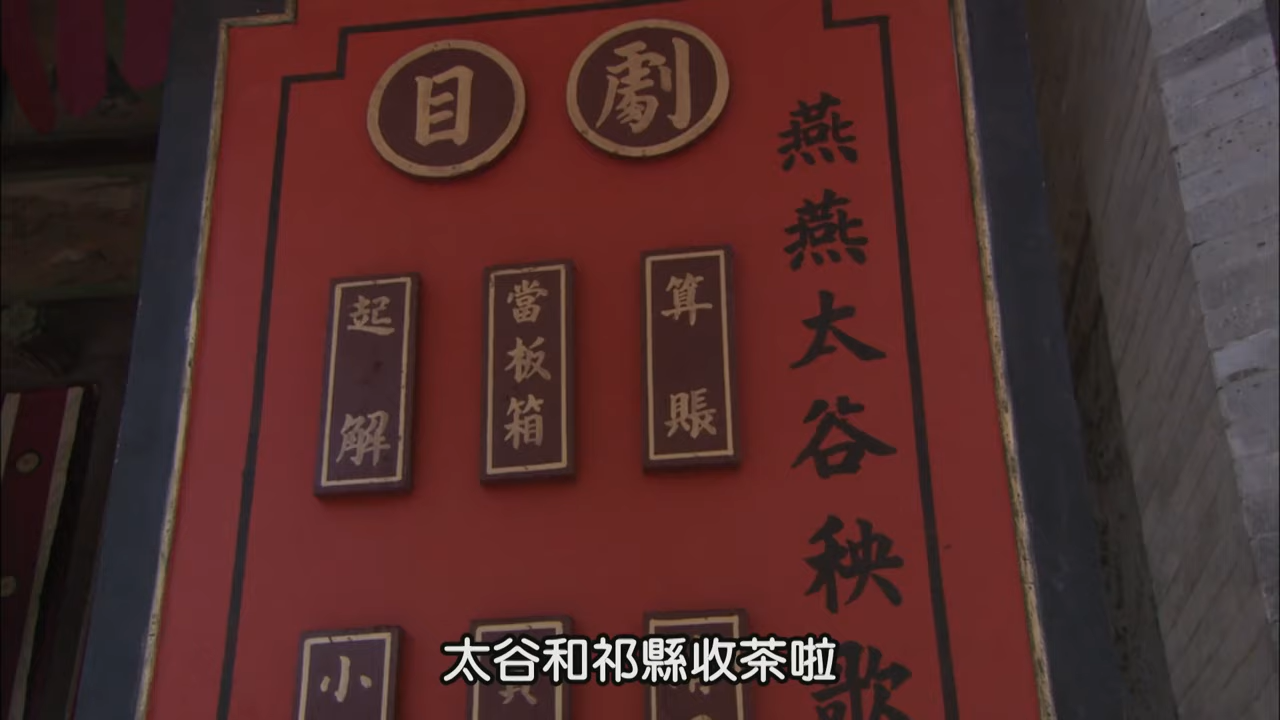 燕燕太谷秧歌
劇目
算賬
當板箱
起解
小
太谷和祁縣收茶啦